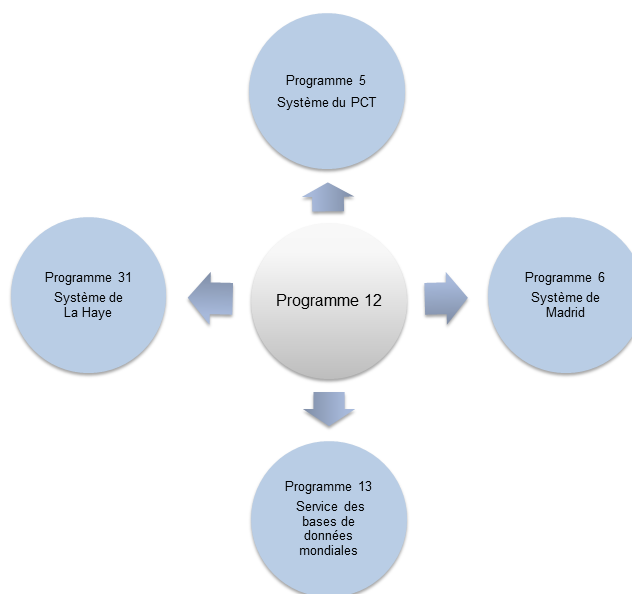 Programme 5
Système du PCT
Programme 31
Système de
La Haye
Programme 12
Programme 6
Système de
Madrid
Programme 13
Service des
bases de
données
mondiales